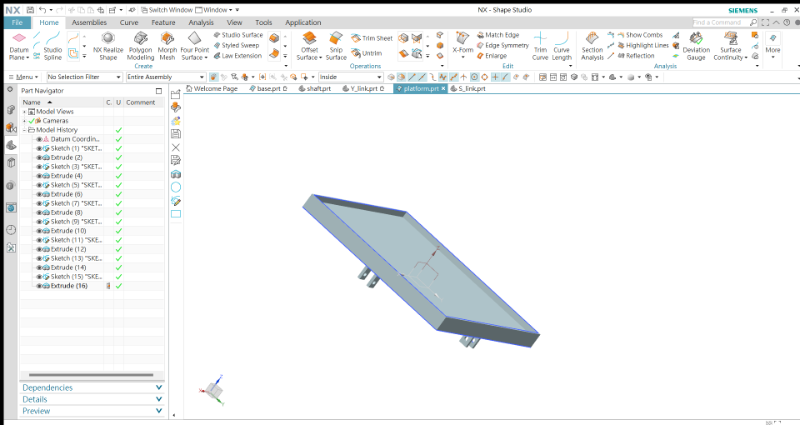 NX Switch Window Window NX - Shape Studio SIEMENS
File Home Assemblies Curve Feature Analysis View Tools Application Find a Command
Datum Plane Studio Spline NX Realize Shape Polygon Modeling Morph Mesh Four Point Surface Studio Surface Styled Sweep Law Extension Offset Surface Snip Surface Trim Sheet Untrim X-Form Match Edge Edge Symmetry Enlarge Trim Curve Curve Length Section Analysis Show Combs Highlight Lines Reflection Deviation Gauge Surface Continuity More
Create Operations Edit Analysis
Menu No Selection Filter Entire Assembly Inside
Part Navigator Welcome Page base.prt shaft.prt Y_link.prt platform.prt S_link.prt
Name C. U Comment
Model Views
Cameras
Model History
Datum Coordin...
Sketch (1) "SKET...
Extrude (2)
Sketch (3) "SKET...
Extrude (4)
Sketch (5) "SKET...
Extrude (6)
Sketch (7) "SKET...
Extrude (8)
Sketch (9) "SKET...
Extrude (10)
Sketch (11) "SKE...
Extrude (12)
Sketch (13) "SKE...
Extrude (14)
Sketch (15) "SKE...
Extrude (16)
Dependencies
Details
Preview